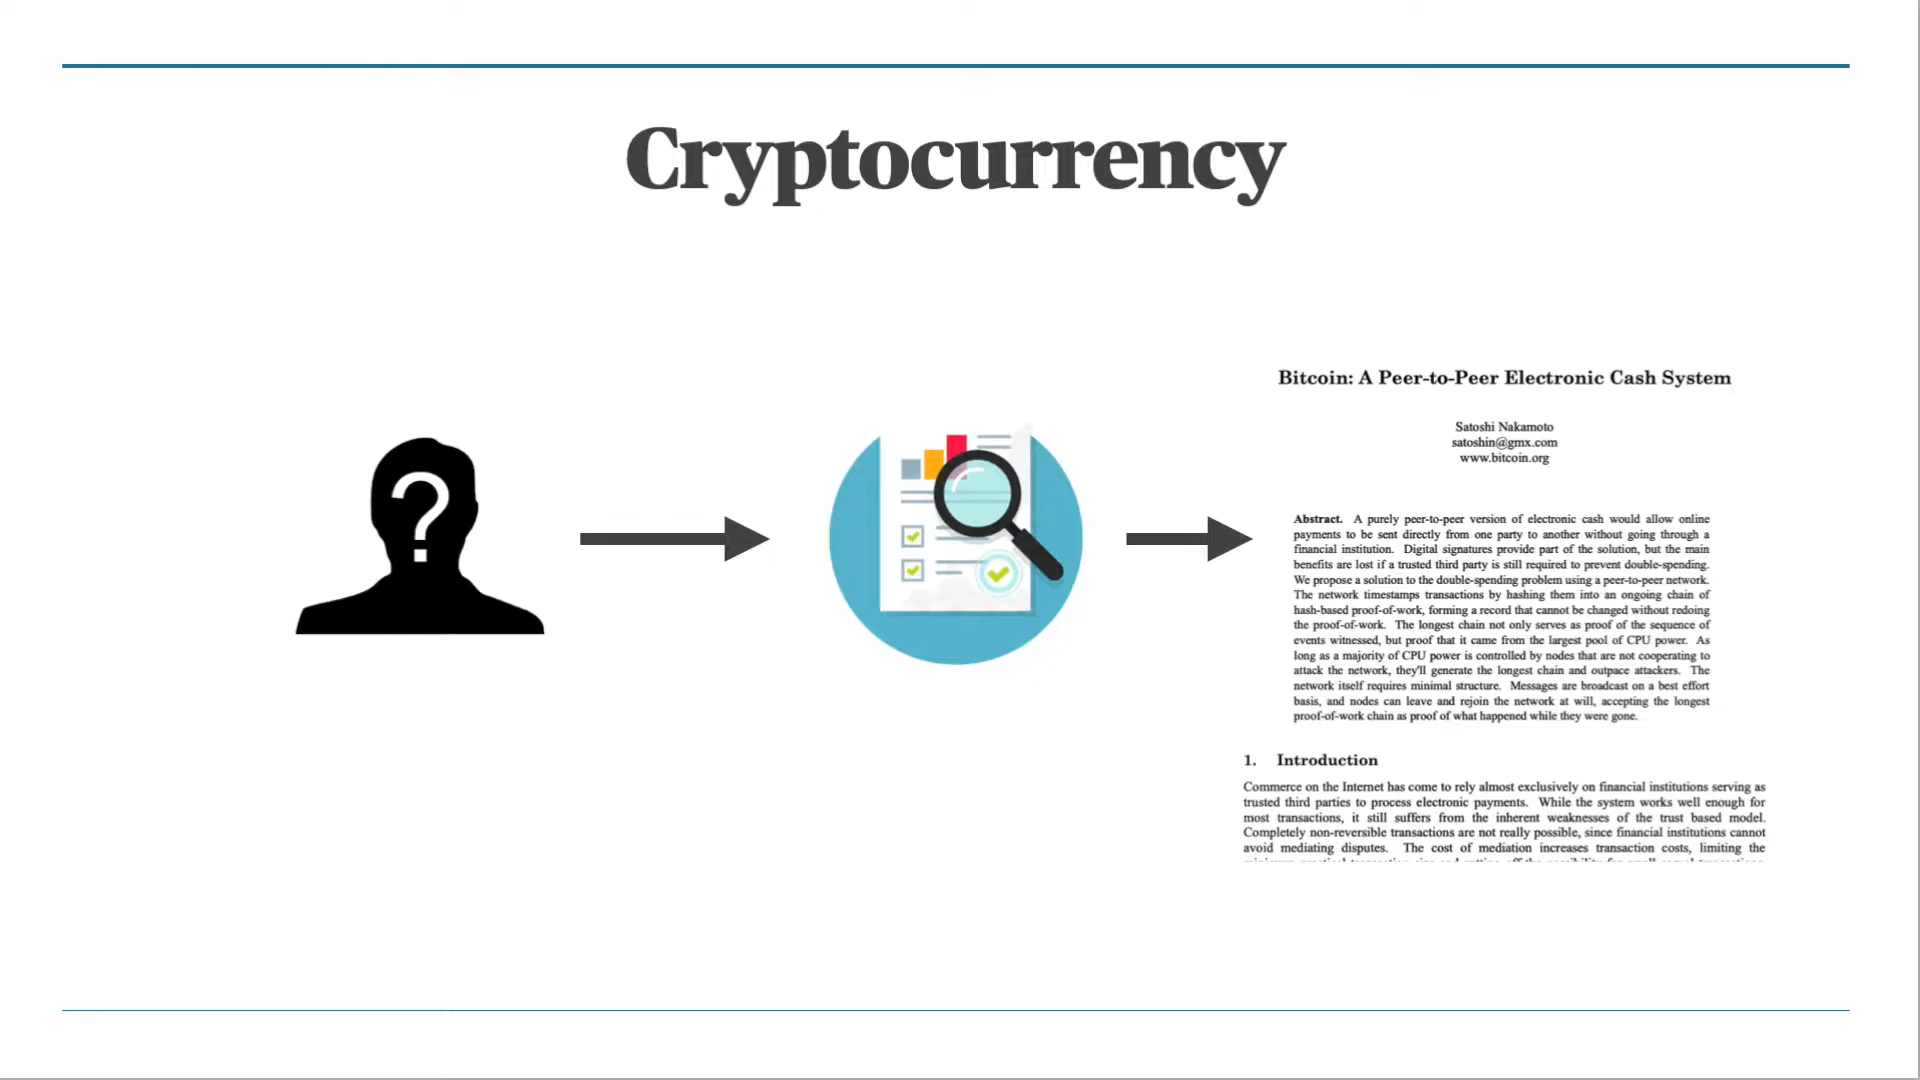 Cryptocurrency
?
Bitcoin: A Peer-to-Peer Electronic Cash System
Satoshi Nakamoto
satoshin@gmx.com
www.bitcoin.org
Abstract. A purely peer-to-peer version of electronic cash would allow online
payments to be sent directly from one party to another without going through a
financial institution. Digital signatures provide part of the solution, but the main
benefits are lost if a trusted third party is still required to prevent double-spending.
We propose a solution to the double-spending problem using a peer-to-peer network.
The network timestamps transactions by hashing them into an ongoing chain of
hash-based proof-of-work, forming a record that cannot be changed without redoing
the proof-of-work. The longest chain not only serves as proof of the sequence of
events witnessed, but proof that it came from the largest pool of CPU power. As
long as a majority of CPU power is controlled by nodes that are not cooperating to
attack the network, they'll generate the longest chain and outpace attackers. The
network itself requires minimal structure. Messages are broadcast on a best effort
basis, and nodes can leave and rejoin the network at will, accepting the longest
proof-of-work chain as proof of what happened while they were gone.
1. Introduction
Commerce on the Internet has come to rely almost exclusively on financial institutions serving as
trusted third parties to process electronic payments. While the system works well enough for
most transactions, it still suffers from the inherent weaknesses of the trust based model.
Completely non-reversible transactions are not really possible, since financial institutions cannot
avoid mediating disputes. The cost of mediation increases transaction costs, limiting the